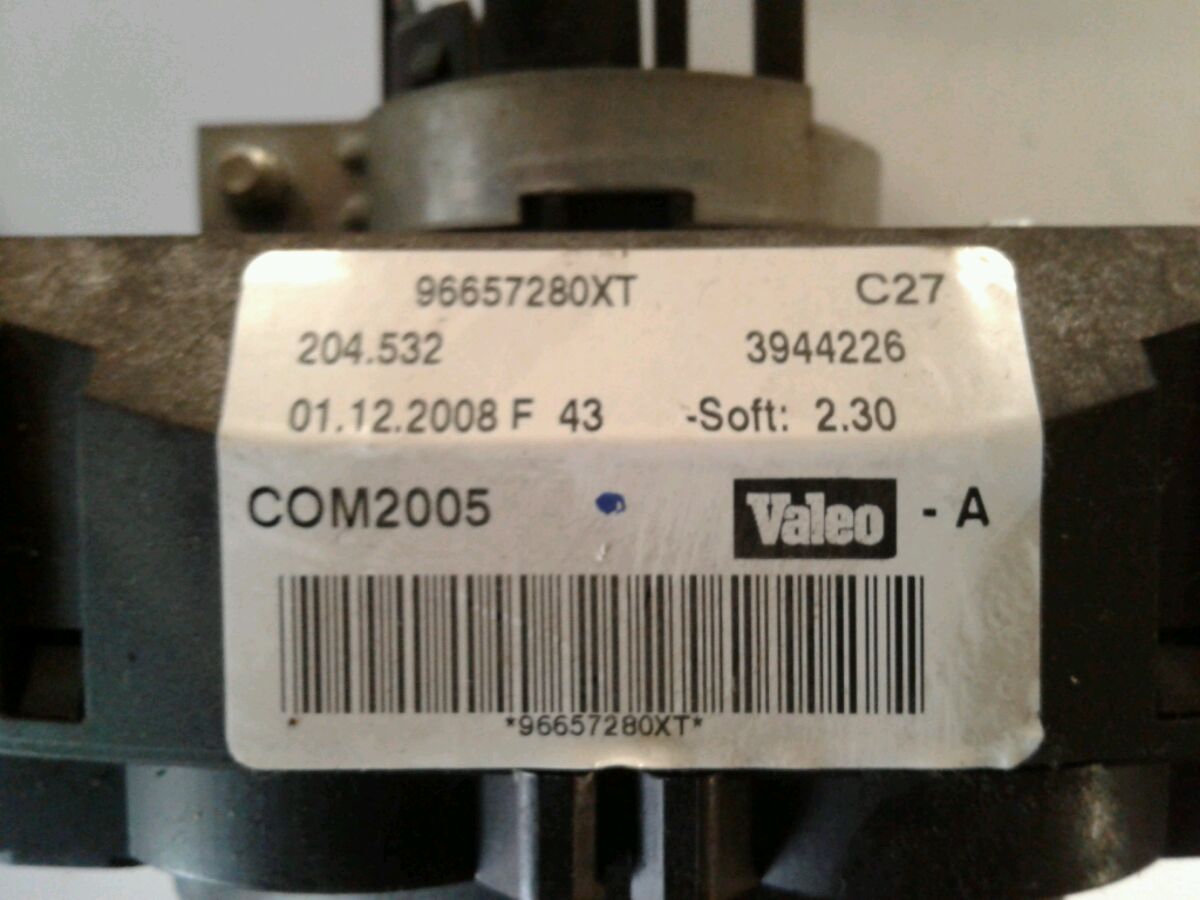 96657280XT C27
204.532 3944226
01.12.2008 F 43 -Soft: 2.30
COM2005 Valeo - A
*96657280XT*